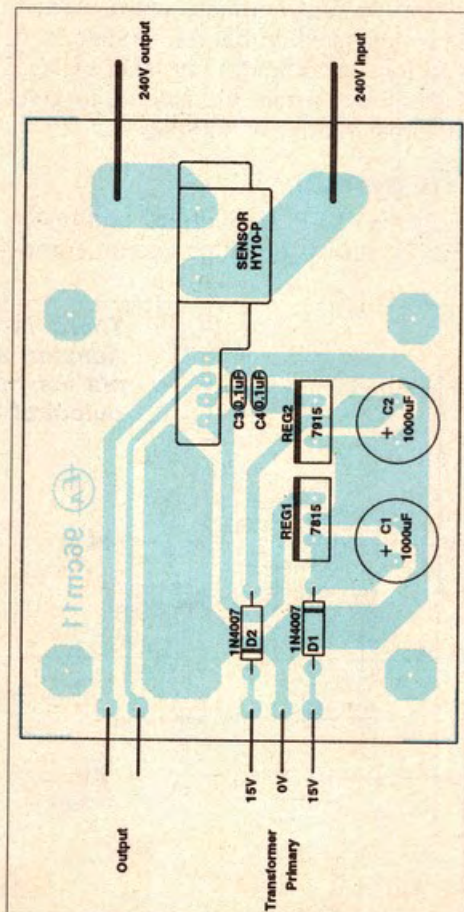 240V output
240V input
SENSOR
HY10-P
C3 0.1uF
C4 0.1uF
REG2
7915
C2
+
1000uF
REG1
7815
C1
+
1000uF
EA 96cm11
1N4007
D2
1N4007
D1
Output
15V
0V
15V
Transformer
Primary